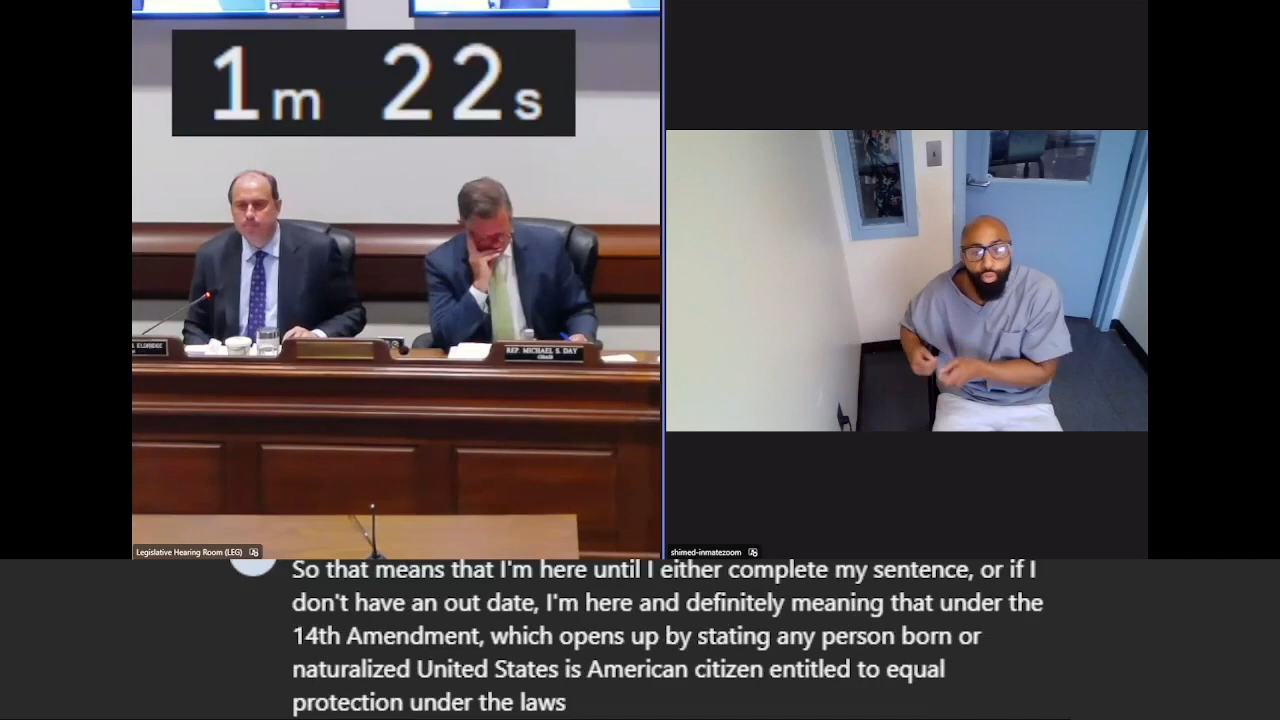 1m 22s
ELDRIDGE
REP. MICHAEL S. DAY
CHAIR
Legislative Hearing Room (LEG)
shimed-inmatezoom
So that means that I'm here until I either complete my sentence, or if I
don't have an out date, I'm here and definitely meaning that under the
14th Amendment, which opens up by stating any person born or
naturalized United States is American citizen entitled to equal
protection under the laws